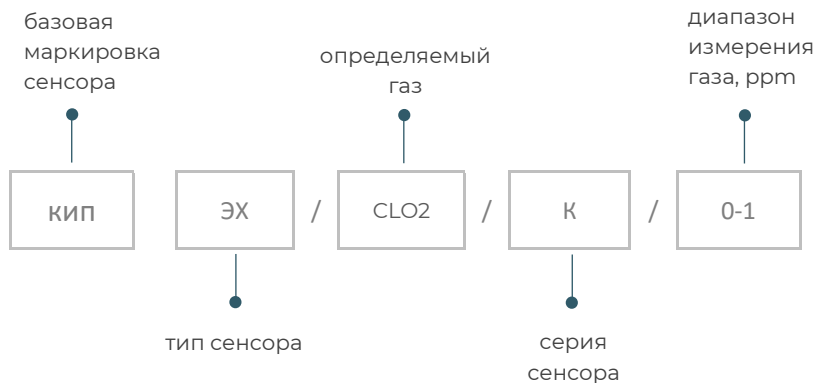 базовая
маркировка
сенсора
определяемый
газ
диапазон
измерения
газа, ppm
кип ЭХ / CLO2 / К / 0-1
тип сенсора
серия
сенсора